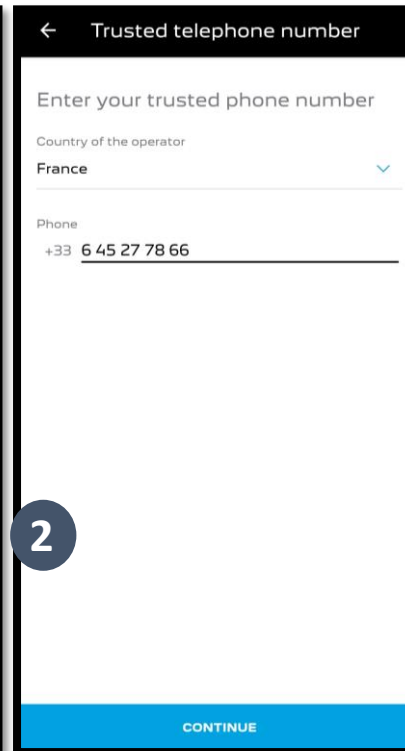 ← Trusted telephone number
Enter your trusted phone number
Country of the operator
France
Phone
+33 6 45 27 78 66
2
CONTINUE